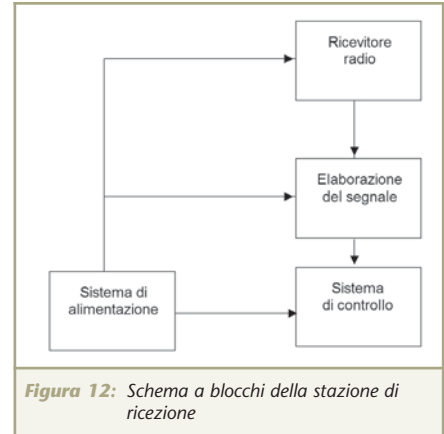 Ricevitore
radio
Elaborazione
del segnale
Sistema di
alimentazione
Sistema
di controllo
Figura 12: Schema a blocchi della stazione di
ricezione